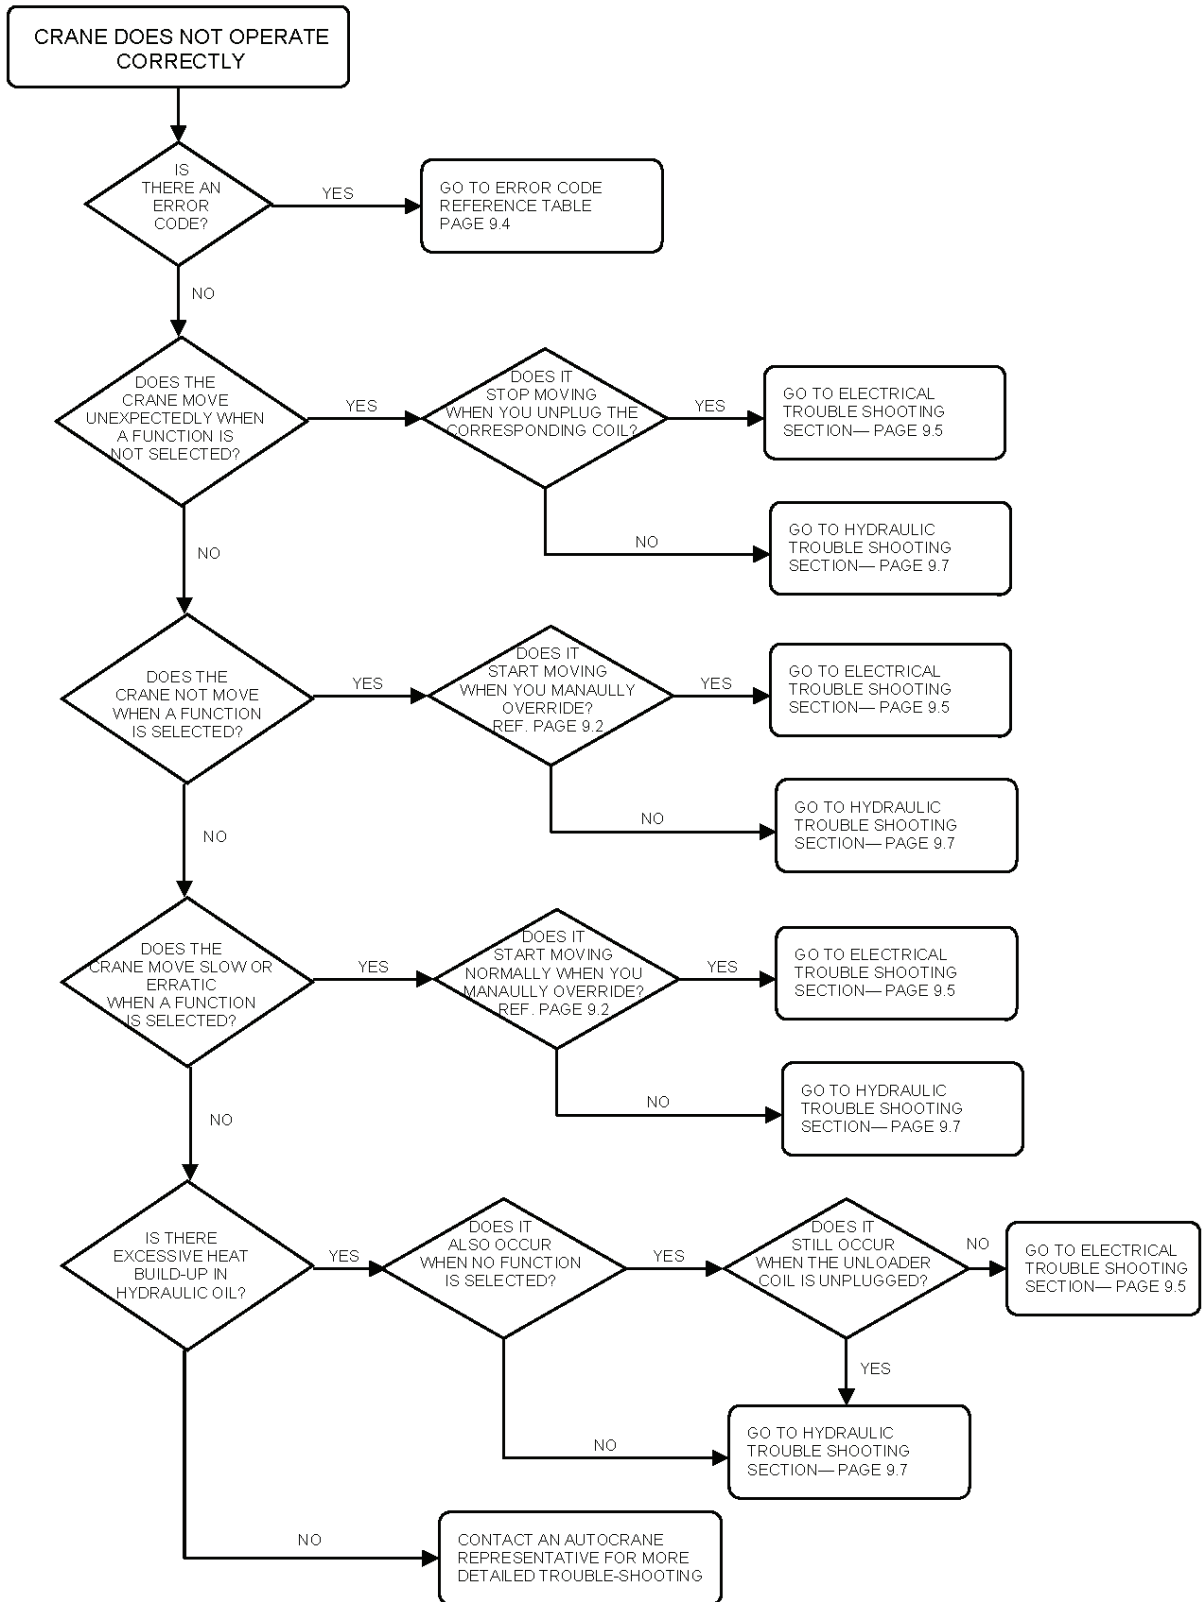 CRANE DOES NOT OPERATE
CORRECTLY
IS
THERE AN
ERROR
CODE?
YES
GO TO ERROR CODE
REFERENCE TABLE
PAGE 9.4
NO
DOES THE
CRANE MOVE
UNEXPECTEDLY WHEN
A FUNCTION IS
NOT SELECTED?
YES
DOES IT
STOP MOVING
WHEN YOU UNPLUG THE
CORRESPONDING COIL?
YES
GO TO ELECTRICAL
TROUBLE SHOOTING
SECTION— PAGE 9.5
NO
GO TO HYDRAULIC
TROUBLE SHOOTING
SECTION— PAGE 9.7
NO
DOES THE
CRANE NOT MOVE
WHEN A FUNCTION
IS SELECTED?
YES
DOES IT
START MOVING
WHEN YOU MANAULLY
OVERRIDE?
REF. PAGE 9.2
YES
GO TO ELECTRICAL
TROUBLE SHOOTING
SECTION— PAGE 9.5
NO
GO TO HYDRAULIC
TROUBLE SHOOTING
SECTION— PAGE 9.7
NO
DOES THE
CRANE MOVE SLOW OR
ERRATIC
WHEN A FUNCTION
IS SELECTED?
YES
DOES IT
START MOVING
NORMALLY WHEN YOU
MANAULLY OVERRIDE?
REF. PAGE 9.2
YES
GO TO ELECTRICAL
TROUBLE SHOOTING
SECTION— PAGE 9.5
NO
GO TO HYDRAULIC
TROUBLE SHOOTING
SECTION— PAGE 9.7
NO
IS THERE
EXCESSIVE HEAT
BUILD-UP IN
HYDRAULIC OIL?
YES
DOES IT
ALSO OCCUR
WHEN NO FUNCTION
IS SELECTED?
YES
DOES IT
STILL OCCUR
WHEN THE UNLOADER
COIL IS UNPLUGGED?
NO
GO TO ELECTRICAL
TROUBLE SHOOTING
SECTION— PAGE 9.5
YES
NO
GO TO HYDRAULIC
TROUBLE SHOOTING
SECTION— PAGE 9.7
NO
CONTACT AN AUTOCRANE
REPRESENTATIVE FOR MORE
DETAILED TROUBLE-SHOOTING